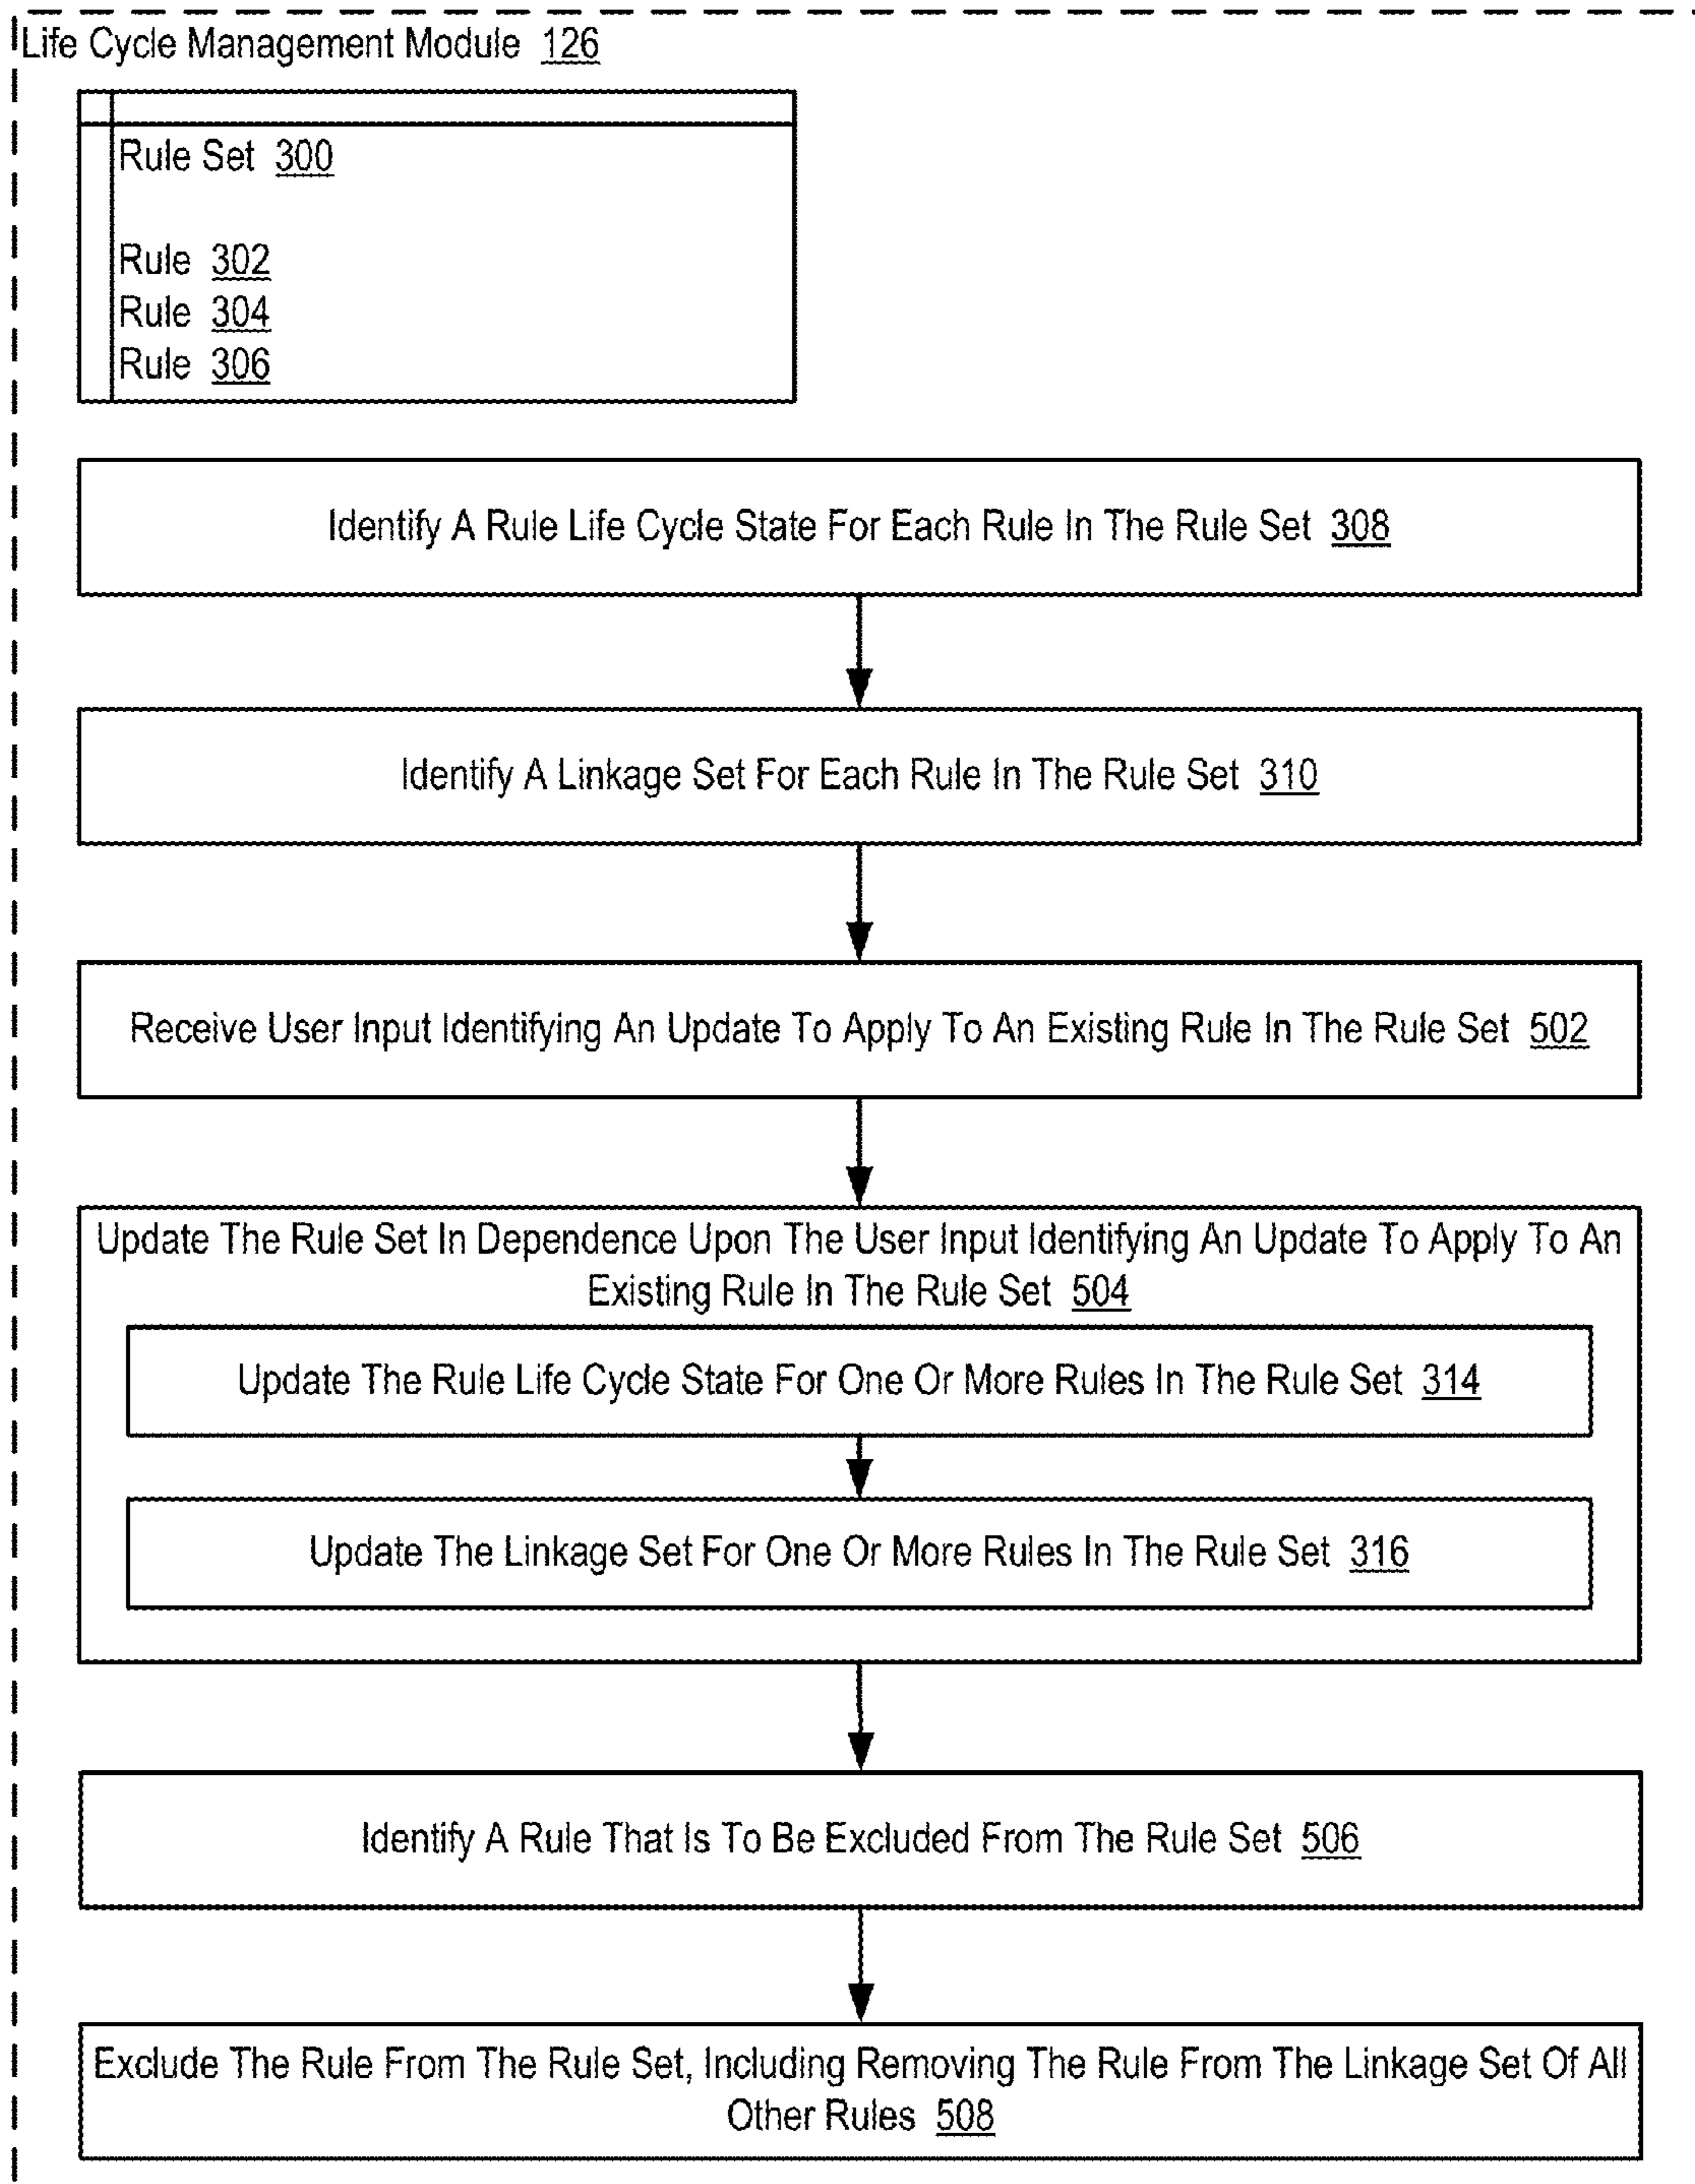 Life Cycle Management Module 126
Rule Set 300
Rule 302
Rule 304
Rule 306
Identify A Rule Life Cycle State For Each Rule In The Rule Set 308
Identify A Linkage Set For Each Rule In The Rule Set 310
Receive User Input Identifying An Update To Apply To An Existing Rule In The Rule Set 502
Update The Rule Set In Dependence Upon The User Input Identifying An Update To Apply To An
Existing Rule In The Rule Set 504
Update The Rule Life Cycle State For One Or More Rules In The Rule Set 314
Update The Linkage Set For One Or More Rules In The Rule Set 316
Identify A Rule That Is To Be Excluded From The Rule Set 506
Exclude The Rule From The Rule Set, Including Removing The Rule From The Linkage Set Of All
Other Rules 508